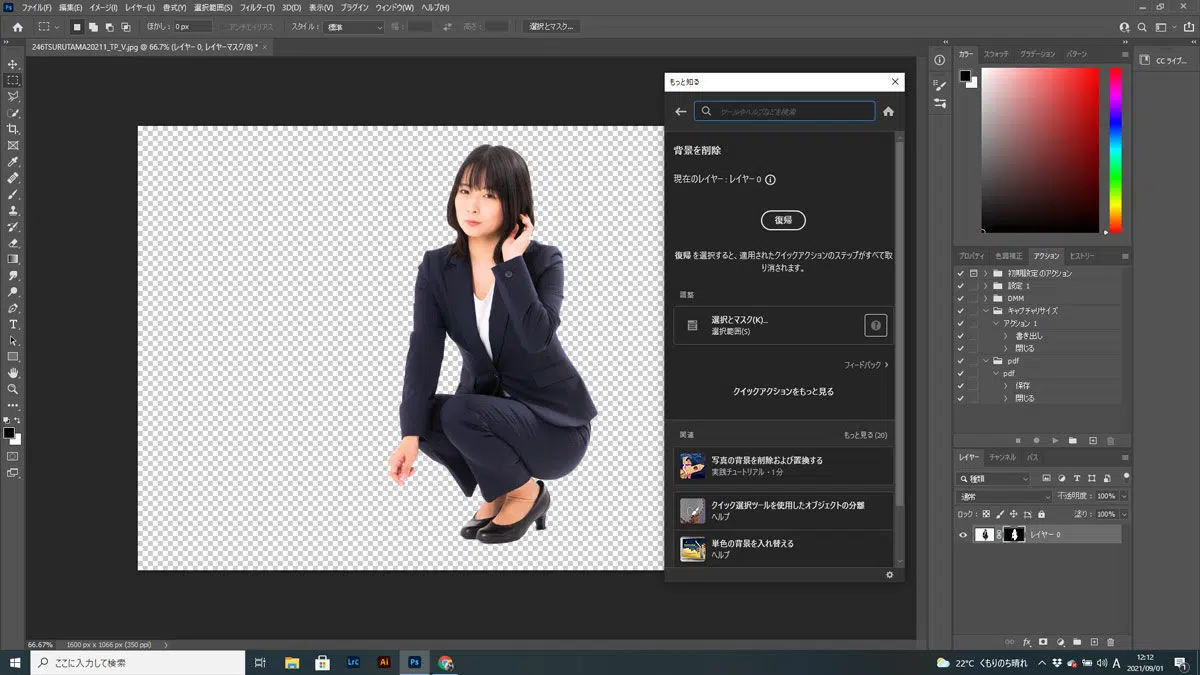 ファイル(F) 編集(E) イメージ(I) レイヤー(L) 書式(Y) 選択範囲(S) フィルター(T) 3D(D) 表示(V) プラグイン ウィンドウ(W) ヘルプ(H)
ぼかし: 0 px アンチエイリアス スタイル: 標準 幅: 高さ: 選択とマスク...
246TSURUTAMA20211_TP_V.jpg @ 66.7% (レイヤー 0, レイヤーマスク/8) * ×
もっと知る
ツールやヘルプなどを検索
背景を削除
現在のレイヤー : レイヤー 0
復帰
復帰 を選択すると、適用されたクイックアクションのステップがすべて取
り消されます。
調整
選択とマスク(K)...
選択範囲(S)
フィードバック
クイックアクションをもっと見る
関連 もっと見る (20)
写真の背景を削除および置換する
実践チュートリアル・1分
クイック選択ツールを使用したオブジェクトの分離
ヘルプ
単色の背景を入れ替える
ヘルプ
カラー スウォッチ グラデーション パターン
CC ライブ...
プロパティ 色調補正 アクション ヒストリー
初期設定のアクション
設定 1
DMM
キャプチャリサイズ
アクション 1
書き出し
閉じる
pdf
pdf
保存
閉じる
レイヤー チャンネル パス
種類
通常 不透明度: 100%
ロック: 塗り: 100%
レイヤー 0
fx
66.67% 1600 px x 1066 px (350 ppi)
ここに入力して検索
LrC Ai Ps
22°C くもりのち晴れ A
12:12
2021/09/01